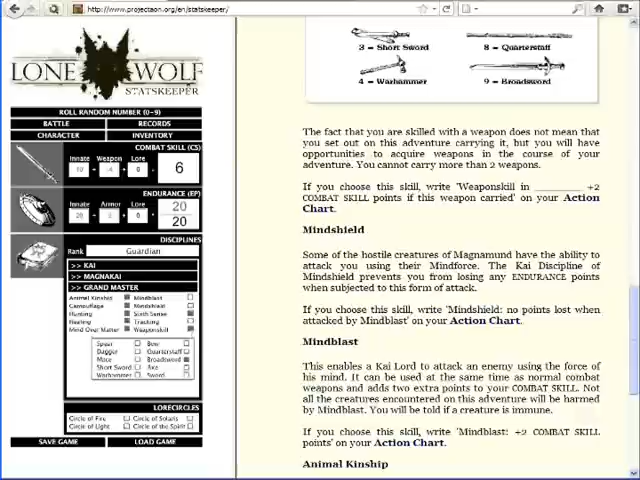 http://www.projectaon.org/en/statskeeper/
LONE WOLF
STATSKEEPER
ROLL RANDOM NUMBER (0-9)
BATTLE
RECORDS
CHARACTER
INVENTORY
COMBAT SKILL (CS)
Innate
Weapon
Lore
10
-4
0
6
ENDURANCE (EP)
Innate
Armor
Lore
20
0
0
20
20
DISCIPLINES
Rank
Guardian
>> KAI
>> MAGNAKAI
>> GRAND MASTER
Animal Kinship
Mindblast
Camouflage
Mindshield
Hunting
Sixth Sense
Healing
Tracking
Mind Over Matter
Weaponskill
Spear
Bow
Dagger
Quarterstaff
Mace
Broadsword
Short Sword
Axe
Warhammer
Sword
LORECIRCLES
Circle of Fire
Circle of Solaris
Circle of Light
Circle of the Spirit
SAVE GAME
LOAD GAME
3 = Short Sword
8 = Quarterstaff
4 = Warhammer
9 = Broadsword
The fact that you are skilled with a weapon does not mean that
you set out on this adventure carrying it, but you will have
opportunities to acquire weapons in the course of your
adventure. You cannot carry more than 2 weapons.
If you choose this skill, write ‘Weaponskill in ________ +2
COMBAT SKILL points if this weapon carried’ on your Action
Chart.
Mindshield
Some of the hostile creatures of Magnamund have the ability to
attack you using their Mindforce. The Kai Discipline of
Mindshield prevents you from losing any ENDURANCE points
when subjected to this form of attack.
If you choose this skill, write ‘Mindshield: no points lost when
attacked by Mindblast’ on your Action Chart.
Mindblast
This enables a Kai Lord to attack an enemy using the force of
his mind. It can be used at the same time as normal combat
weapons and adds two extra points to your COMBAT SKILL. Not
all the creatures encountered on this adventure will be harmed
by Mindblast. You will be told if a creature is immune.
If you choose this skill, write ‘Mindblast: +2 COMBAT SKILL
points’ on your Action Chart.
Animal Kinship